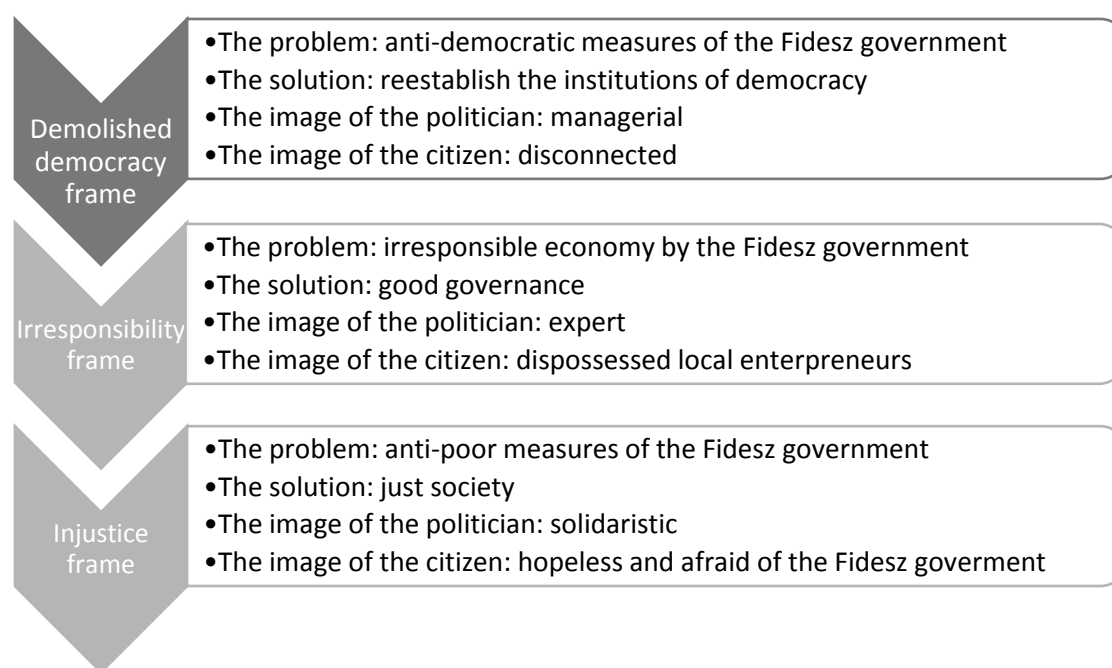 Demolished
democracy
frame
•The problem: anti-democratic measures of the Fidesz government
•The solution: reestablish the institutions of democracy
•The image of the politician: managerial
•The image of the citizen: disconnected
Irresponsibility
frame
•The problem: irresponsible economy by the Fidesz government
•The solution: good governance
•The image of the politician: expert
•The image of the citizen: dispossessed local enterpreneurs
Injustice
frame
•The problem: anti-poor measures of the Fidesz government
•The solution: just society
•The image of the politician: solidaristic
•The image of the citizen: hopeless and afraid of the Fidesz goverment